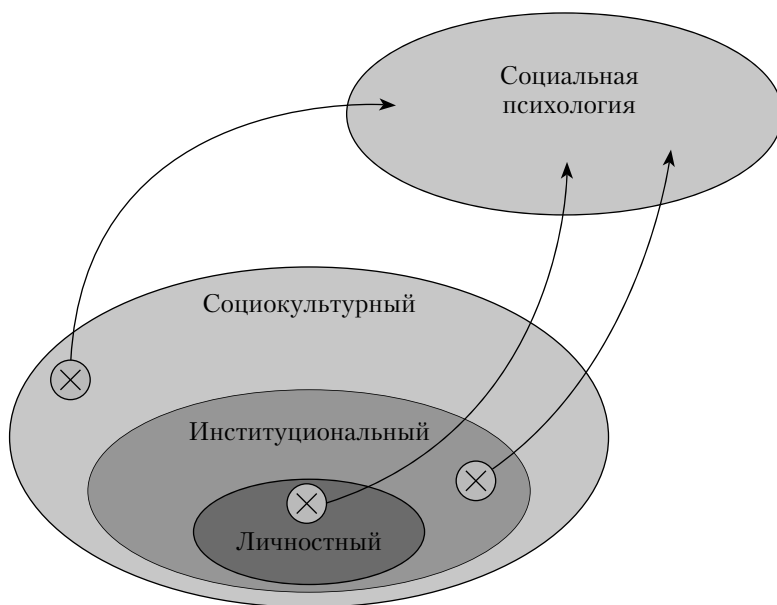 Социальная
психология
Социокультурный
Институциональный
Личностный